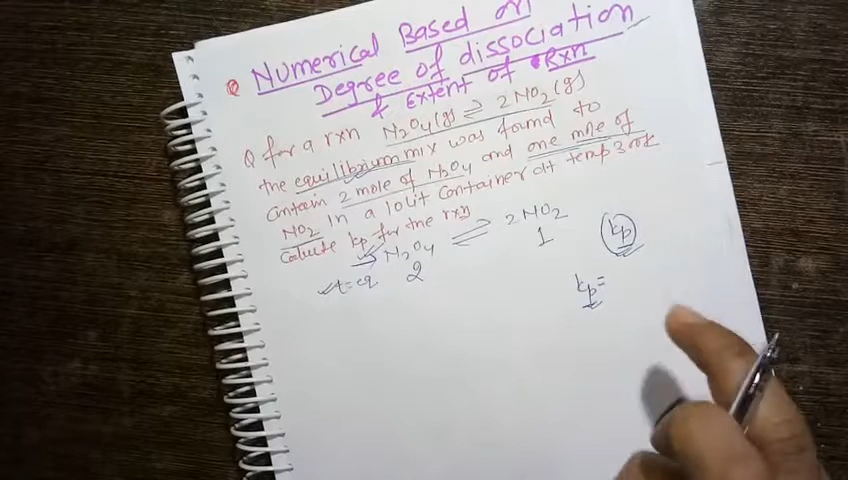 Numerical Based on
Degree of dissociation
& Extent of Rxn
Q for a rxn N₂O₄(gs) ⇌ 2NO₂(gs)
the equilibrium mix was found to
Contain 2 mole of N₂O₄ and one mole of
NO₂ in a 10 lit Container at temp 300K
Calculate kp for the rxn
N₂O₄ ⇌ 2NO₂ kp
t=eq 2 1
kp=